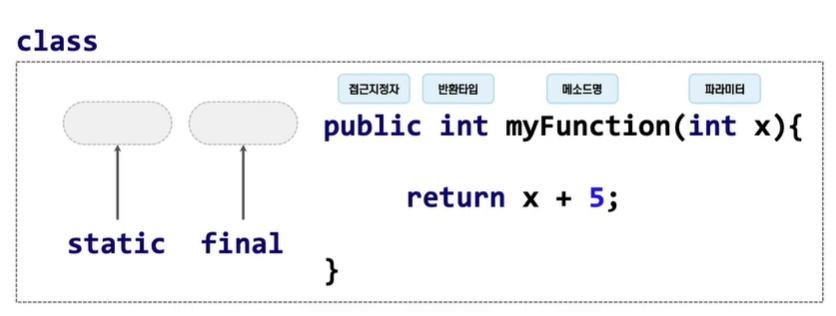 class
접근지정자 반환타입 메소드명 파라미터
public int myFunction(int x){
return x + 5;
static final
}